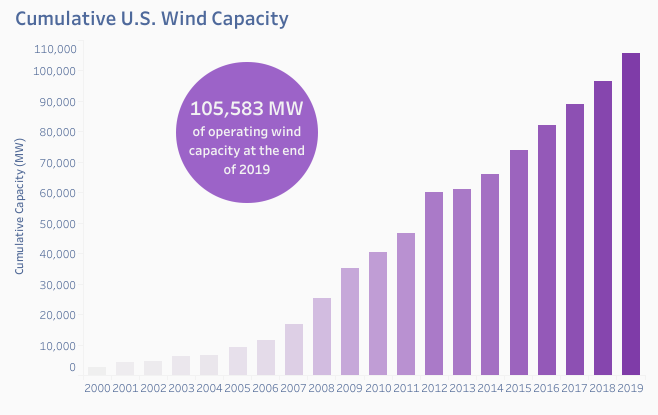 Cumulative U.S. Wind Capacity
110,000
100,000
90,000
80,000
70,000
60,000
50,000
40,000
30,000
20,000
10,000
0
Cumulative Capacity (MW)
105,583 MW
of operating wind
capacity at the end
of 2019
2000 2001 2002 2003 2004 2005 2006 2007 2008 2009 2010 2011 2012 2013 2014 2015 2016 2017 2018 2019